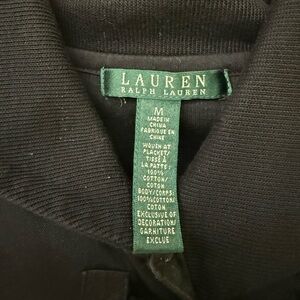 LAUREN
RALPH LAUREN
M
MADE IN
CHINA
FABRIQUE EN
CHINE
WOVEN AT
PLACKET/
TISSÉ À
LA PATTE:
100%
COTTON/
COTON
BODY/CORPS:
100%COTTON/
COTON
EXCLUSIVE OF
DECORATION/
GARNITURE
EXCLUE